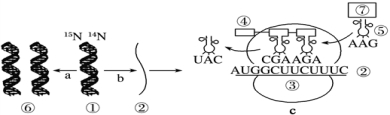 ¹⁵N ¹⁴N
a
b
⑥
①
②
④
⑦
⑤
UAC
CGAAGA
AAG
AUGGCUUCUUUC ②
③
c